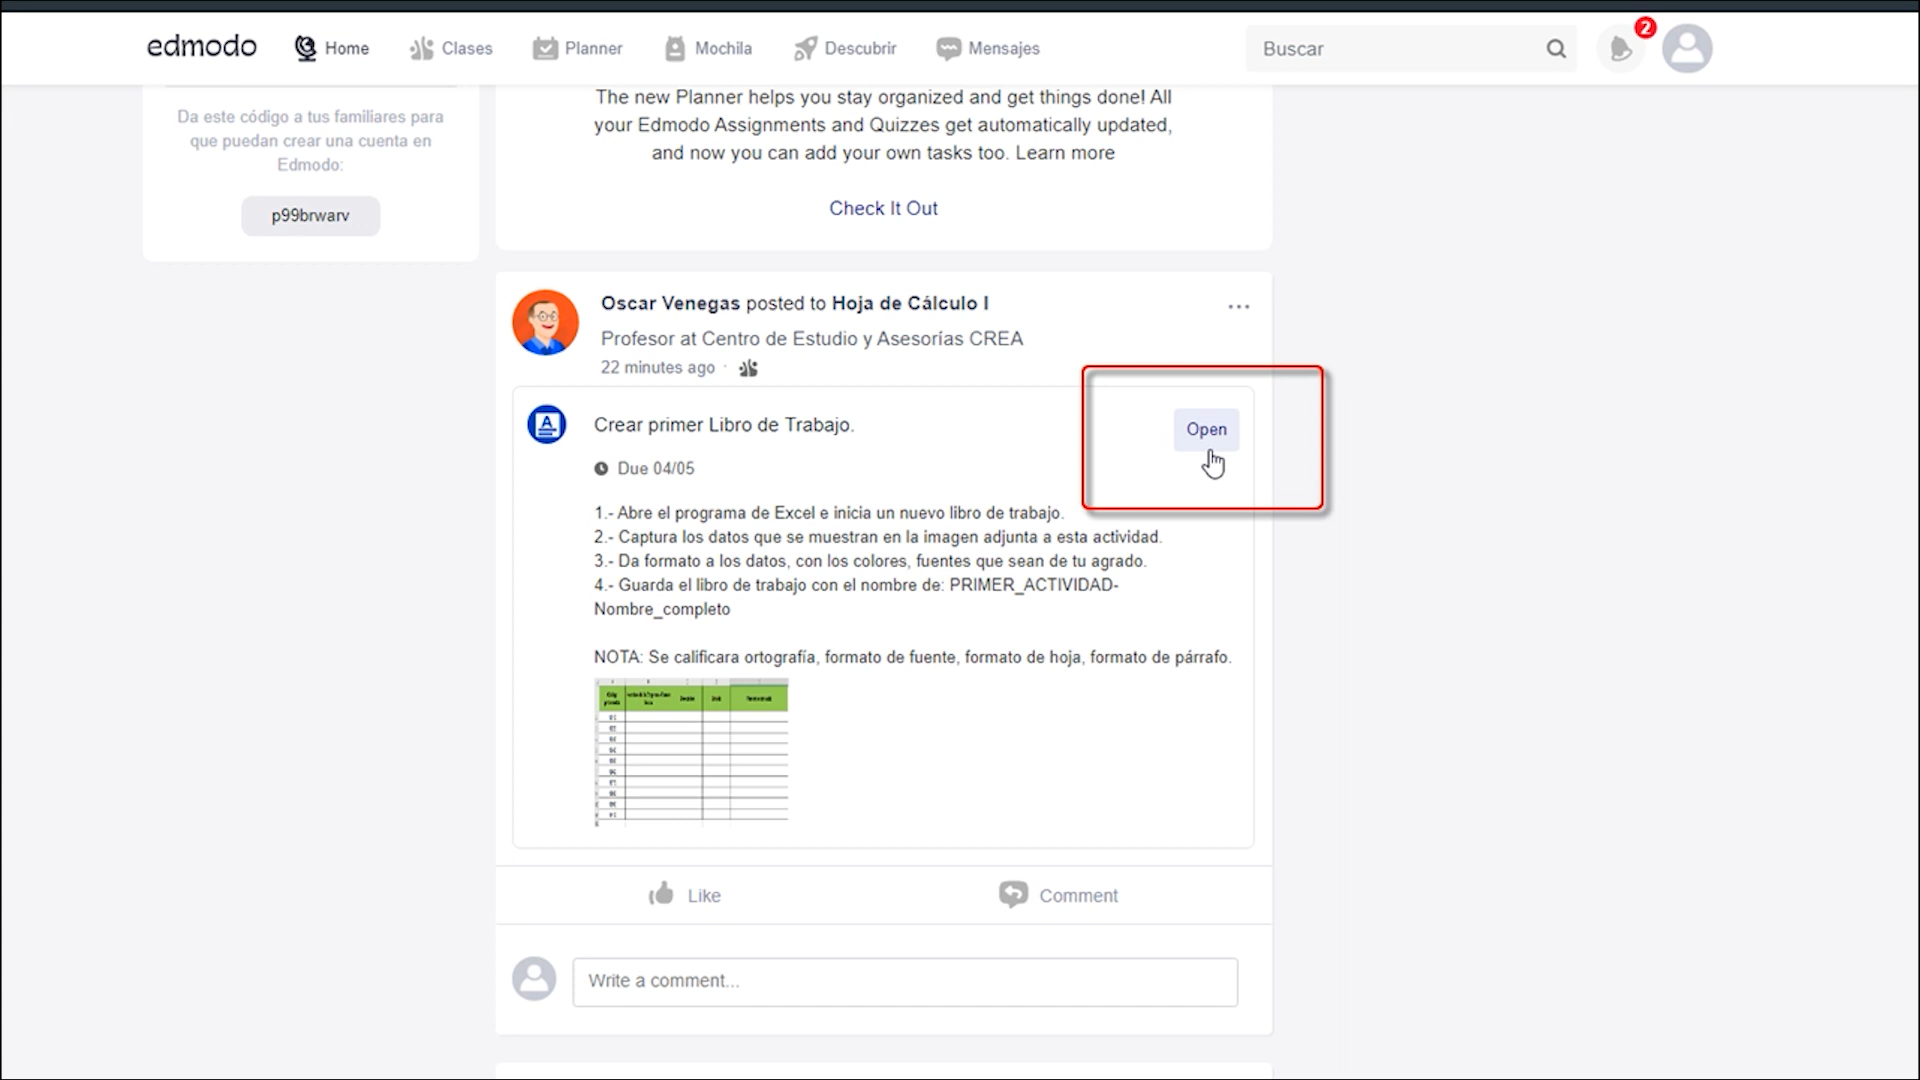 edmodo Home Clases Planner Mochila Descubrir Mensajes Buscar 2
Da este código a tus familiares para
que puedan crear una cuenta en
Edmodo:
p99brwarv
The new Planner helps you stay organized and get things done! All
your Edmodo Assignments and Quizzes get automatically updated,
and now you can add your own tasks too. Learn more
Check It Out
Oscar Venegas posted to Hoja de Cálculo I
Profesor at Centro de Estudio y Asesorías CREA
22 minutes ago ·
A
Crear primer Libro de Trabajo.
Open
Due 04/05
1.- Abre el programa de Excel e inicia un nuevo libro de trabajo.
2.- Captura los datos que se muestran en la imagen adjunta a esta actividad.
3.- Da formato a los datos, con los colores, fuentes que sean de tu agrado.
4.- Guarda el libro de trabajo con el nombre de: PRIMER_ACTIVIDAD-
Nombre_completo
NOTA: Se calificara ortografía, formato de fuente, formato de hoja, formato de párrafo.
Like Comment
Write a comment...